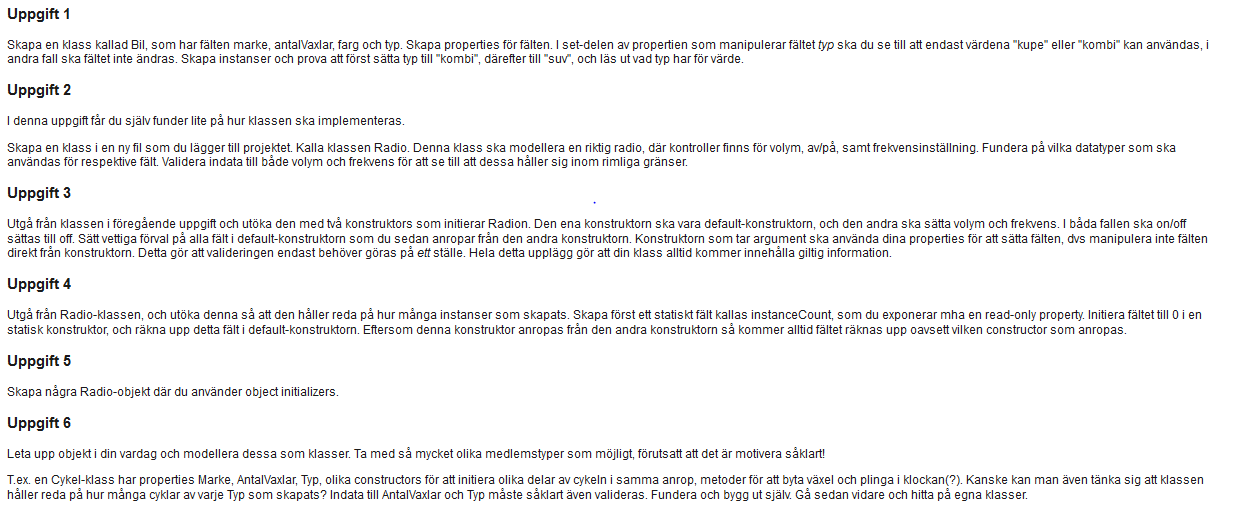 Uppgift 1
Skapa en klass kallad Bil, som har fälten marke, antalVaxlar, farg och typ. Skapa properties för fälten. I set-delen av propertien som manipulerar fältet typ ska du se till att endast värdena "kupe" eller "kombi" kan användas, i
andra fall ska fältet inte ändras. Skapa instanser och prova att först sätta typ till "kombi", därefter till "suv", och läs ut vad typ har för värde.
Uppgift 2
I denna uppgift får du själv funder lite på hur klassen ska implementeras.
Skapa en klass i en ny fil som du lägger till projektet. Kalla klassen Radio. Denna klass ska modellera en riktig radio, där kontroller finns för volym, av/på, samt frekvensinställning. Fundera på vilka datatyper som ska
användas för respektive fält. Validera indata till både volym och frekvens för att se till att dessa håller sig inom rimliga gränser.
Uppgift 3
Utgå från klassen i föregående uppgift och utöka den med två konstruktors som initierar Radion. Den ena konstruktorn ska vara default-konstruktorn, och den andra ska sätta volym och frekvens. I båda fallen ska on/off
sättas till off. Sätt vettiga förval på alla fält i default-konstruktorn som du sedan anropar från den andra konstruktorn. Konstruktorn som tar argument ska använda dina properties för att sätta fälten, dvs manipulera inte fälten
direkt från konstruktorn. Detta gör att valideringen endast behöver göras på ett ställe. Hela detta upplägg gör att din klass alltid kommer innehålla giltig information.
Uppgift 4
Utgå från Radio-klassen, och utöka denna så att den håller reda på hur många instanser som skapats. Skapa först ett statiskt fält kallas instanceCount, som du exponerar mha en read-only property. Initiera fältet till 0 i en
statisk konstruktor, och räkna upp detta fält i default-konstruktorn. Eftersom denna konstruktor anropas från den andra konstruktorn så kommer alltid fältet räknas upp oavsett vilken constructor som anropas.
Uppgift 5
Skapa några Radio-objekt där du använder object initializers.
Uppgift 6
Leta upp objekt i din vardag och modellera dessa som klasser. Ta med så mycket olika medlemstyper som möjligt, förutsatt att det är motivera såklart!
T.ex. en Cykel-klass har properties Marke, AntalVaxlar, Typ, olika constructors för att initiera olika delar av cykeln i samma anrop, metoder för att byta växel och plinga i klockan(?). Kanske kan man även tänka sig att klassen
håller reda på hur många cyklar av varje Typ som skapats? Indata till AntalVaxlar och Typ måste såklart även valideras. Fundera och bygg ut själv. Gå sedan vidare och hitta på egna klasser.